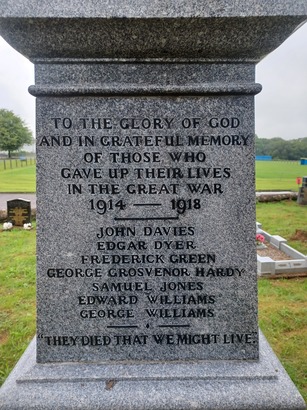 TO THE GLORY OF GOD
AND IN GRATEFUL MEMORY
OF THOSE WHO
GAVE UP THEIR LIVES
IN THE GREAT WAR
1914 — 1918
JOHN DAVIES
EDGAR DYER
FREDERICK GREEN
GEORGE GROSVENOR HARDY
SAMUEL JONES
EDWARD WILLIAMS
GEORGE WILLIAMS
"THEY DIED THAT WE MIGHT LIVE."